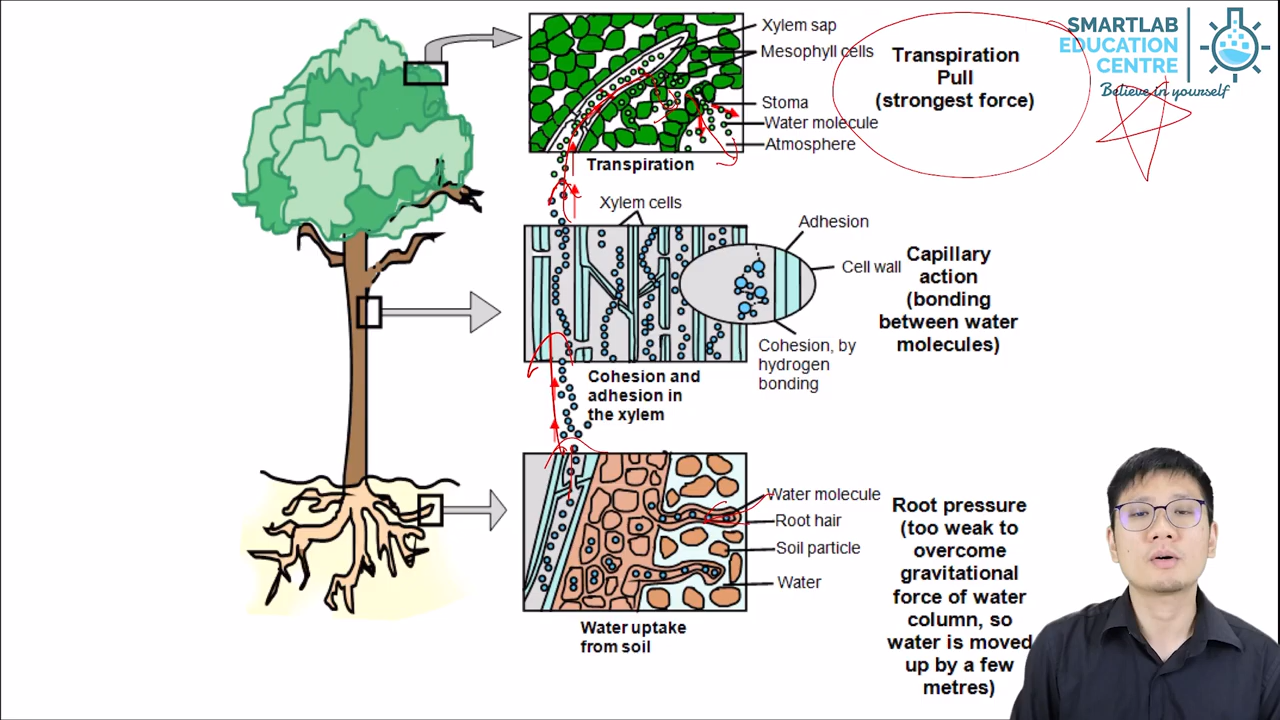 SMARTLAB
EDUCATION
CENTRE
Believe in yourself
Xylem sap
Mesophyll cells
Stoma
Water molecule
Atmosphere
Transpiration
Transpiration
Pull
(strongest force)
Xylem cells
Adhesion
Cell wall
Cohesion, by
hydrogen
bonding
Cohesion and
adhesion in
the xylem
Capillary
action
(bonding
between water
molecules)
Water molecule
Root hair
Soil particle
Water
Water uptake
from soil
Root pressure
(too weak to
overcome
gravitational
force of water
column, so
water is moved
up by a few
metres)